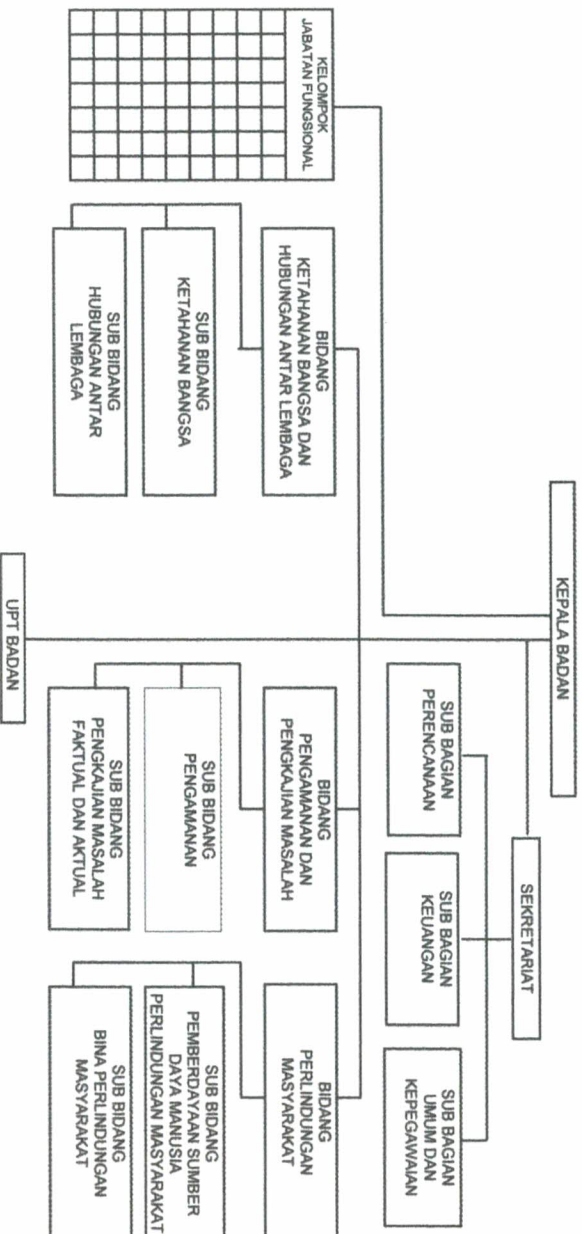 KEPALA BADAN
SEKRETARIAT
SUB BAGIAN
PERENCANAAN
SUB BAGIAN
KEUANGAN
SUB BAGIAN
UMUM DAN
KEPEGAWAIAN
KELOMPOK
JABATAN FUNGSIONAL
BIDANG
KETAHANAN BANGSA DAN
HUBUNGAN ANTAR LEMBAGA
SUB BIDANG
KETAHANAN BANGSA
SUB BIDANG
HUBUNGAN ANTAR
LEMBAGA
BIDANG
PENGAMANAN DAN
PENGKAJIAN MASALAH
SUB BIDANG
PENGAMANAN
SUB BIDANG
PENGKAJIAN MASALAH
FAKTUAL DAN AKTUAL
BIDANG
PERLINDUNGAN
MASYARAKAT
SUB BIDANG
PEMBERDAYAAN SUMBER
DAYA MANUSIA
PERLINDUNGAN MASYARAKAT
SUB BIDANG
BINA PERLINDUNGAN
MASYARAKAT
UPT BADAN